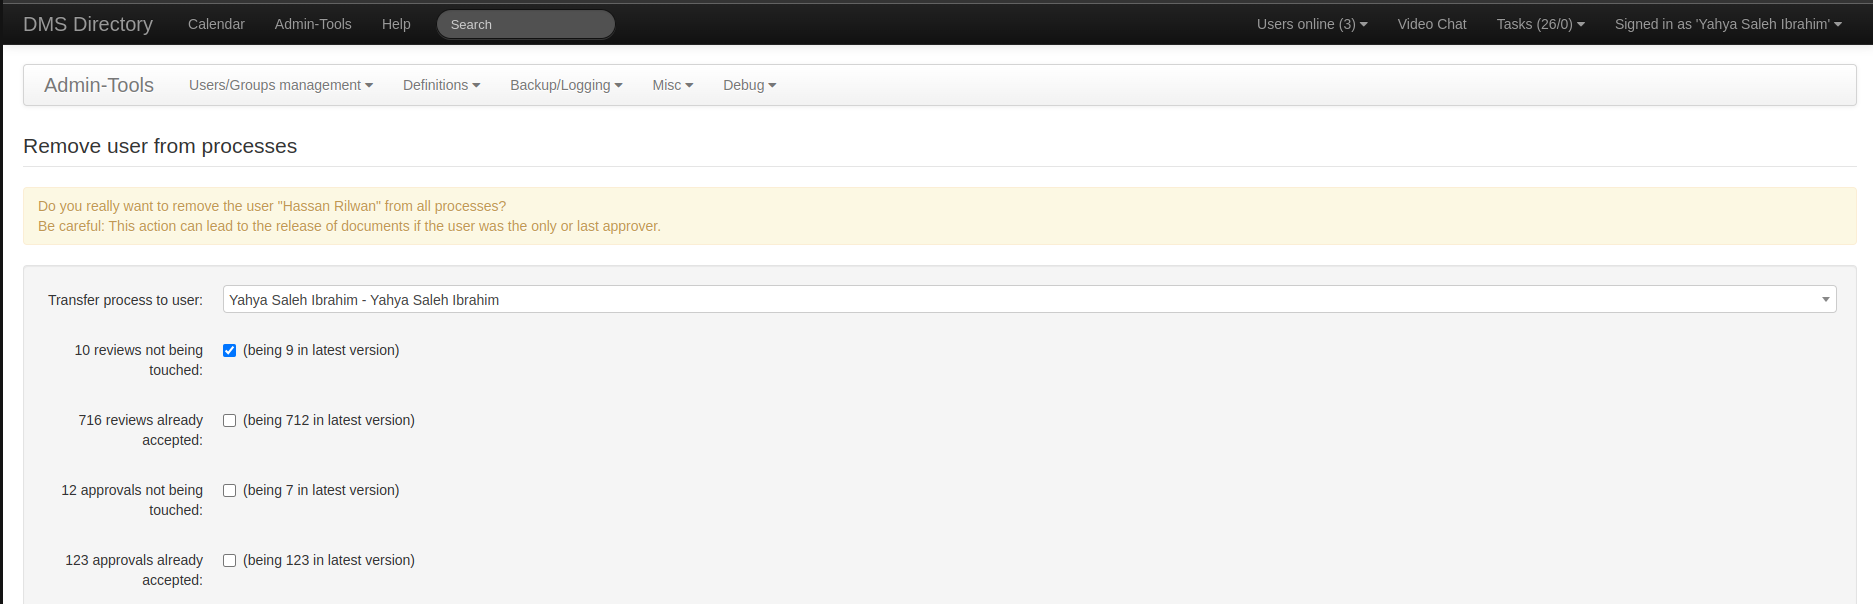 DMS Directory Calendar Admin-Tools Help Search Users online (3) Video Chat Tasks (26/0) Signed in as 'Yahya Saleh Ibrahim'
Admin-Tools Users/Groups management Definitions Backup/Logging Misc Debug
Remove user from processes
Do you really want to remove the user "Hassan Rilwan" from all processes?
Be careful: This action can lead to the release of documents if the user was the only or last approver.
Transfer process to user: Yahya Saleh Ibrahim - Yahya Saleh Ibrahim
10 reviews not being (being 9 in latest version)
touched:
716 reviews already (being 712 in latest version)
accepted:
12 approvals not being (being 7 in latest version)
touched:
123 approvals already (being 123 in latest version)
accepted: